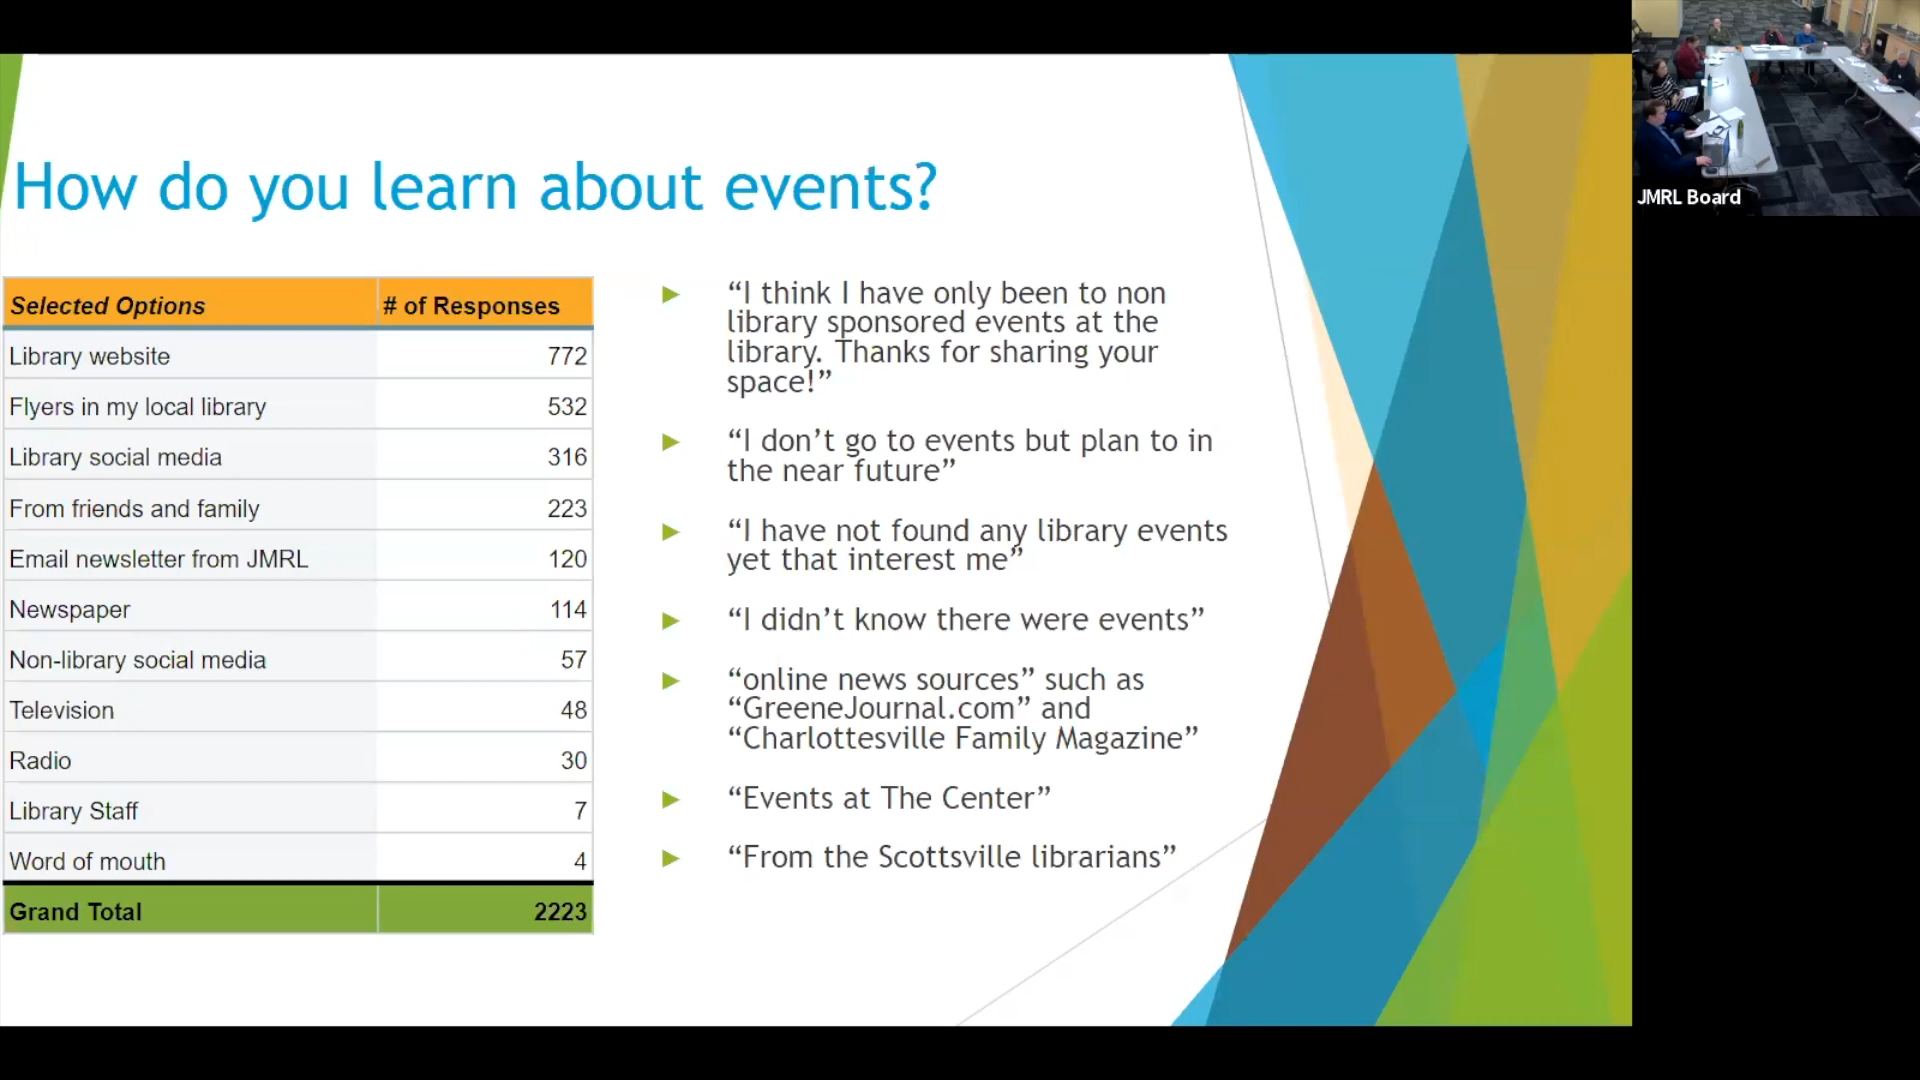 How do you learn about events?
Selected Options # of Responses
Library website 772
Flyers in my local library 532
Library social media 316
From friends and family 223
Email newsletter from JMRL 120
Newspaper 114
Non-library social media 57
Television 48
Radio 30
Library Staff 7
Word of mouth 4
Grand Total 2223
“I think I have only been to non
library sponsored events at the
library. Thanks for sharing your
space!”
“I don’t go to events but plan to in
the near future”
“I have not found any library events
yet that interest me”
“I didn’t know there were events”
“online news sources” such as
“GreeneJournal.com” and
“Charlottesville Family Magazine”
“Events at The Center”
“From the Scottsville librarians”
JMRL Board